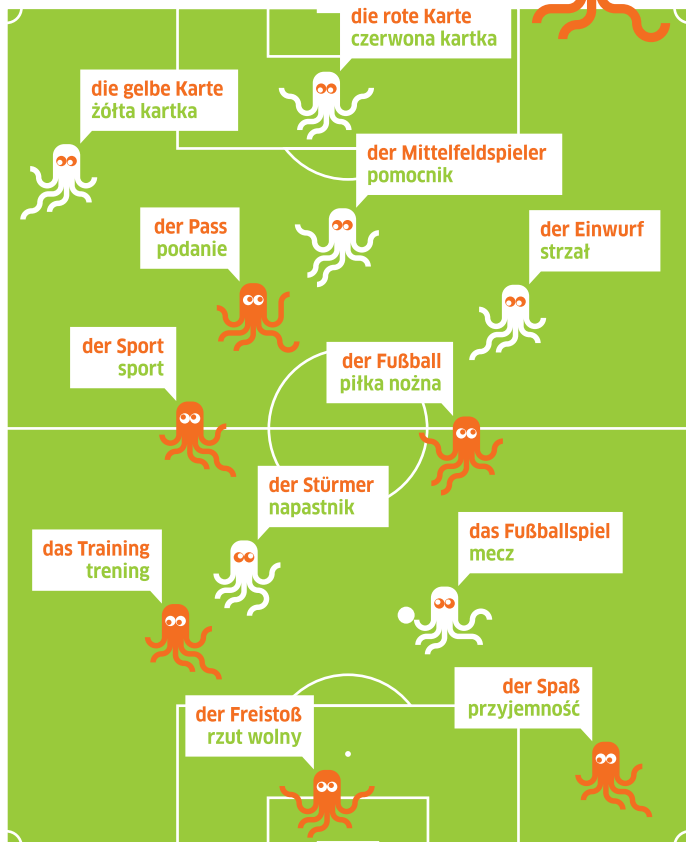 die rote Karte
czerwona kartka
die gelbe Karte
żółta kartka
der Mittelfeldspieler
pomocnik
der Pass
podanie
der Einwurf
strzał
der Sport
sport
der Fußball
piłka nożna
der Stürmer
napastnik
das Fußballspiel
mecz
das Training
trening
der Spaß
przyjemność
der Freistoß
rzut wolny